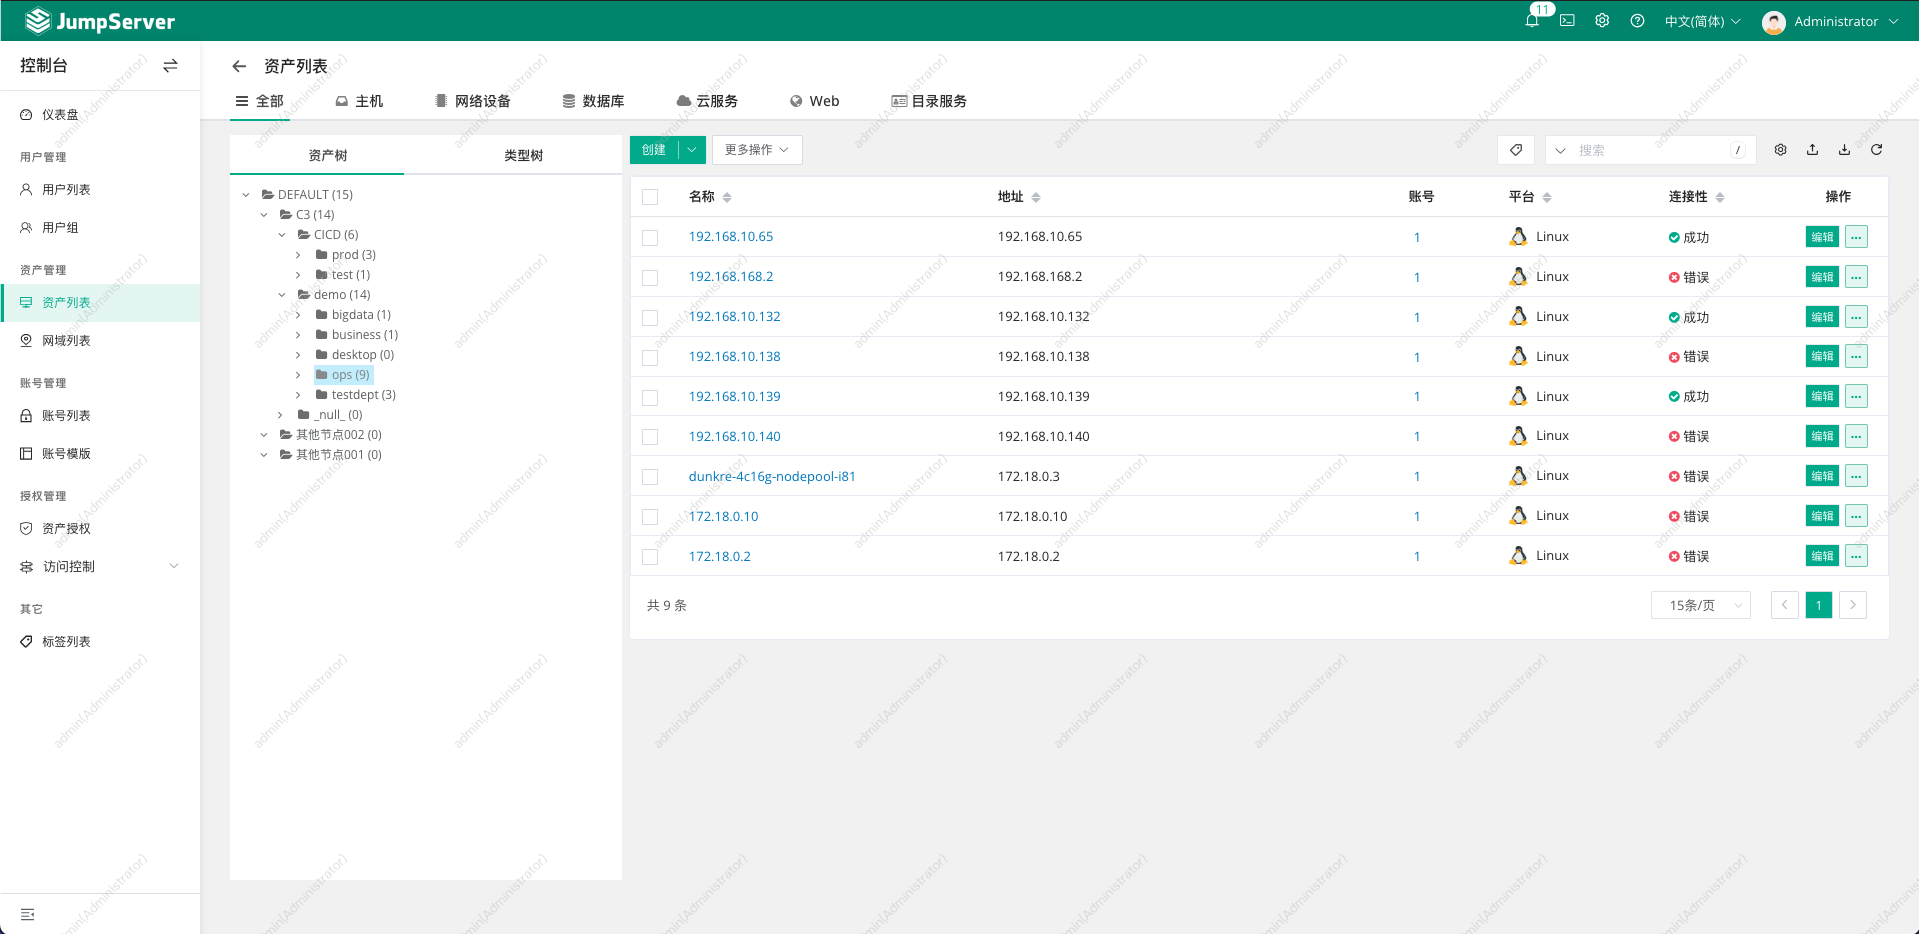 JumpServer
11
中文(简体)
Administrator
控制台
仪表盘
用户管理
用户列表
用户组
资产管理
资产列表
网域列表
账号管理
账号列表
账号模版
授权管理
资产授权
访问控制
其它
标签列表
资产列表
全部 主机 网络设备 数据库 云服务 Web 目录服务
资产树 类型树
DEFAULT (15)
C3 (14)
CICD (6)
prod (3)
test (1)
demo (14)
bigdata (1)
business (1)
desktop (0)
ops (9)
testdept (3)
_null_ (0)
其他节点002 (0)
其他节点001 (0)
创建 更多操作 搜索 /
名称 地址 账号 平台 连接性 操作
192.168.10.65 192.168.10.65 1 Linux 成功 编辑 ...
192.168.168.2 192.168.168.2 1 Linux 错误 编辑 ...
192.168.10.132 192.168.10.132 1 Linux 成功 编辑 ...
192.168.10.138 192.168.10.138 1 Linux 错误 编辑 ...
192.168.10.139 192.168.10.139 1 Linux 成功 编辑 ...
192.168.10.140 192.168.10.140 1 Linux 错误 编辑 ...
dunkre-4c16g-nodepool-i81 172.18.0.3 1 Linux 错误 编辑 ...
172.18.0.10 172.18.0.10 1 Linux 错误 编辑 ...
172.18.0.2 172.18.0.2 1 Linux 错误 编辑 ...
共 9 条 15条/页 1
admin(Administrator)